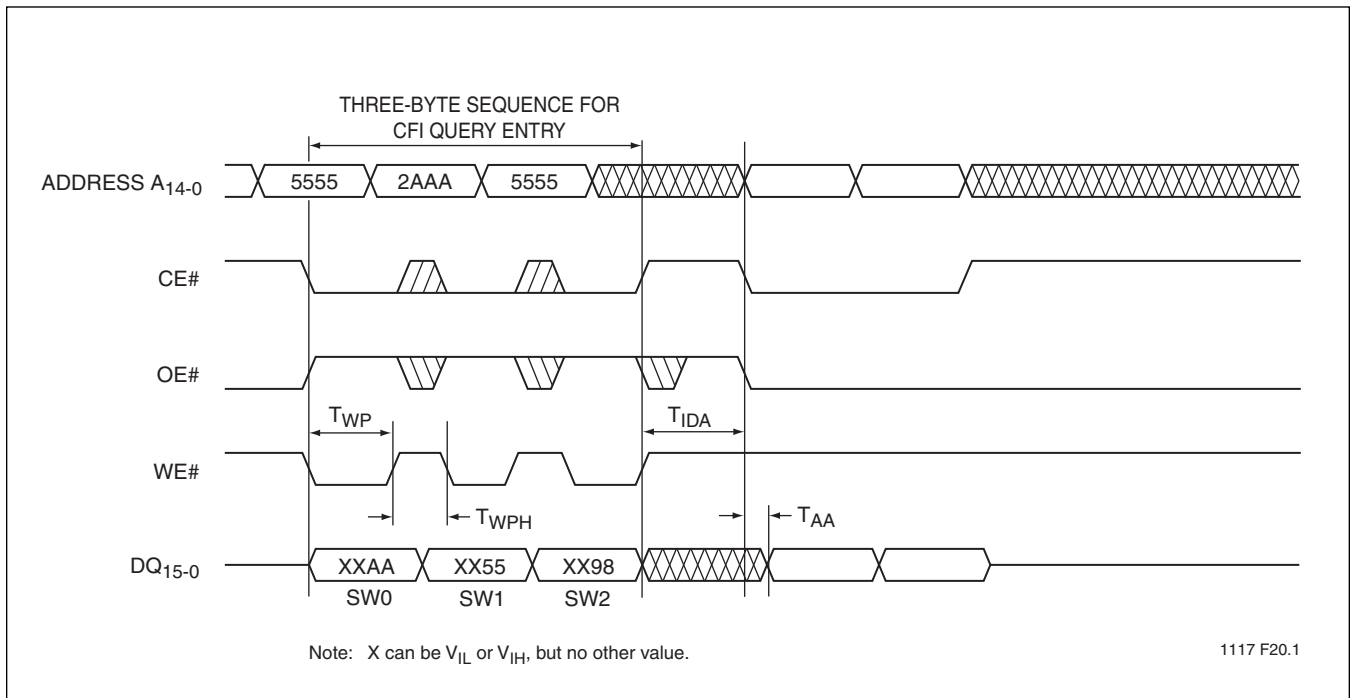 THREE-BYTE SEQUENCE FOR
CFI QUERY ENTRY
ADDRESS A14-0
5555 2AAA 5555
CE#
OE#
TWP TIDA
WE#
TWPH TAA
DQ15-0
XXAA XX55 XX98
SW0 SW1 SW2
Note: X can be VIL or VIH, but no other value.
1117 F20.1